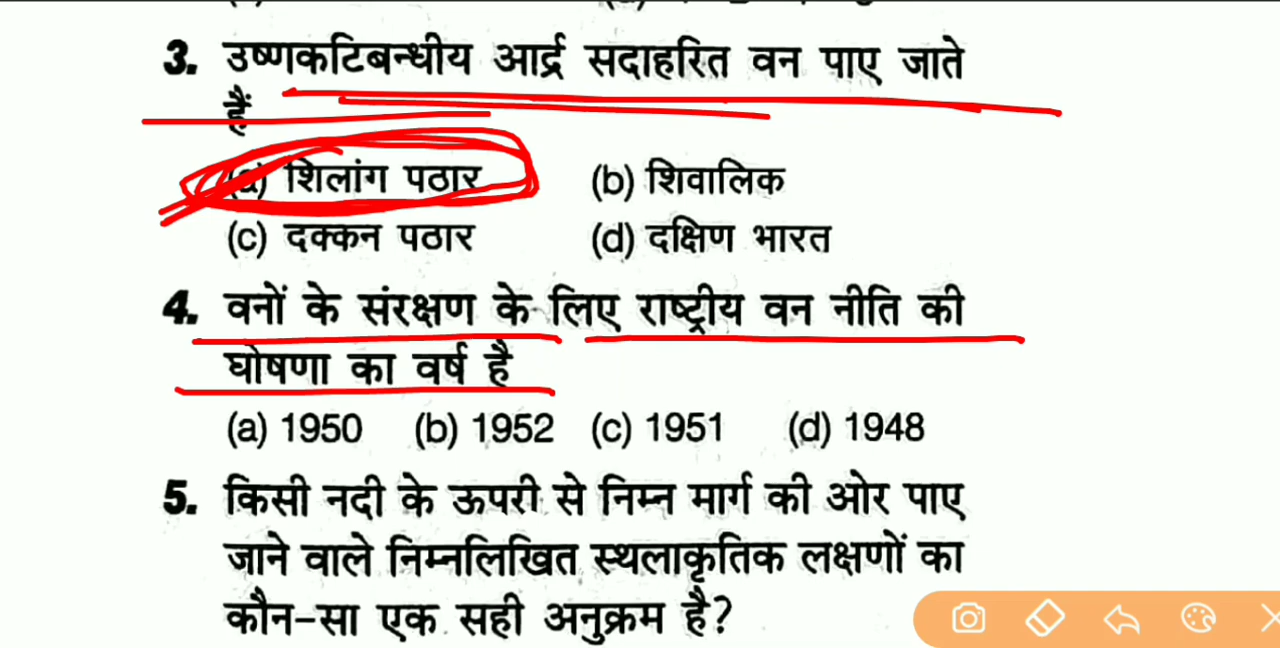 3. उष्णकटिबन्धीय आर्द्र सदाहरित वन पाए जाते
हैं
(a) शिलांग पठार (b) शिवालिक
(c) दक्कन पठार (d) दक्षिण भारत
4. वनों के संरक्षण के लिए राष्ट्रीय वन नीति की
घोषणा का वर्ष है
(a) 1950 (b) 1952 (c) 1951 (d) 1948
5. किसी नदी के ऊपरी से निम्न मार्ग की ओर पाए
जाने वाले निम्नलिखित स्थलाकृतिक लक्षणों का
कौन-सा एक सही अनुक्रम है?